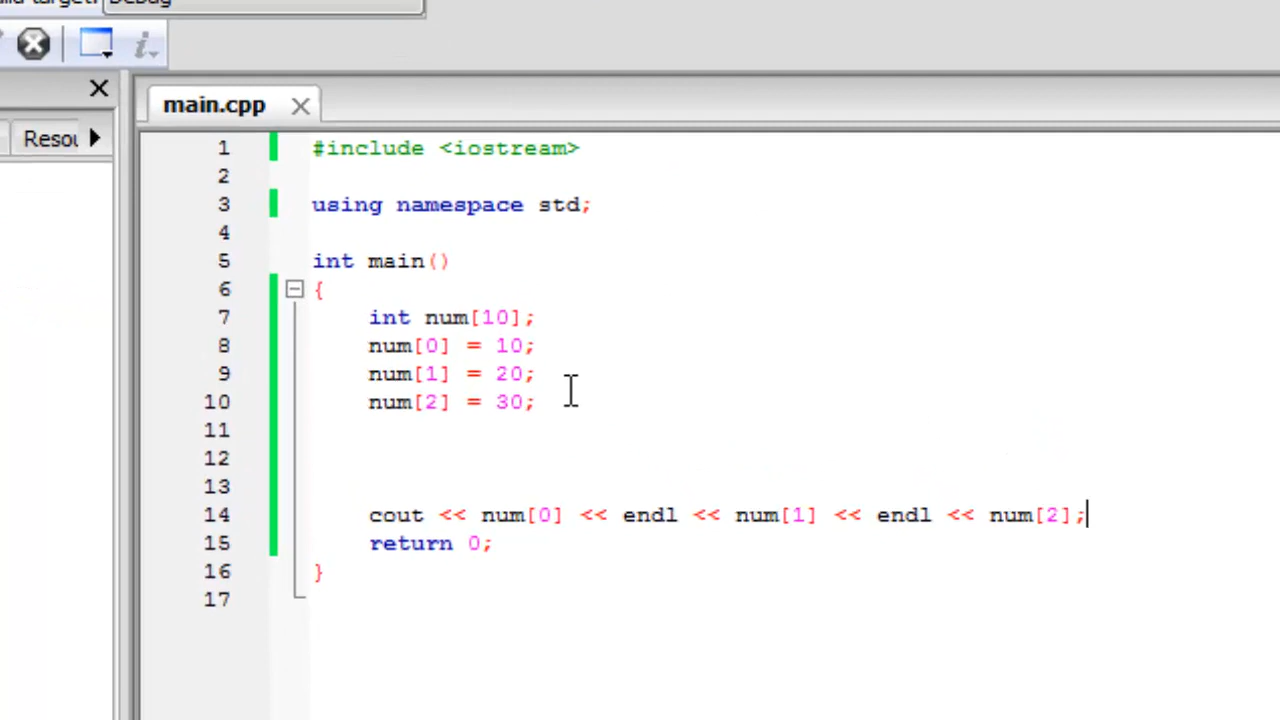 Debug
main.cpp
Resou
1 #include <iostream>
2
3 using namespace std;
4
5 int main()
6 {
7 int num[10];
8 num[0] = 10;
9 num[1] = 20;
10 num[2] = 30;
11
12
13
14 cout << num[0] << endl << num[1] << endl << num[2];
15 return 0;
16 }
17